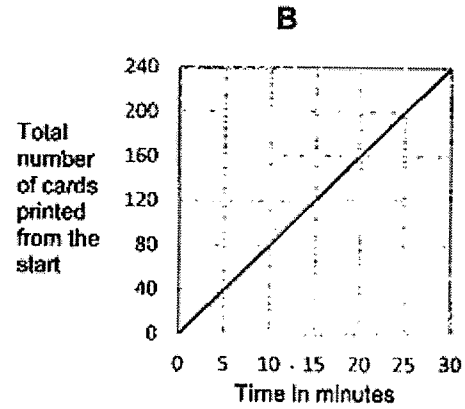 B
240
200
160
120
80
40
0
Total
number
of cards
printed
from the
start
0 5 10 15 20 25 30
Time in minutes